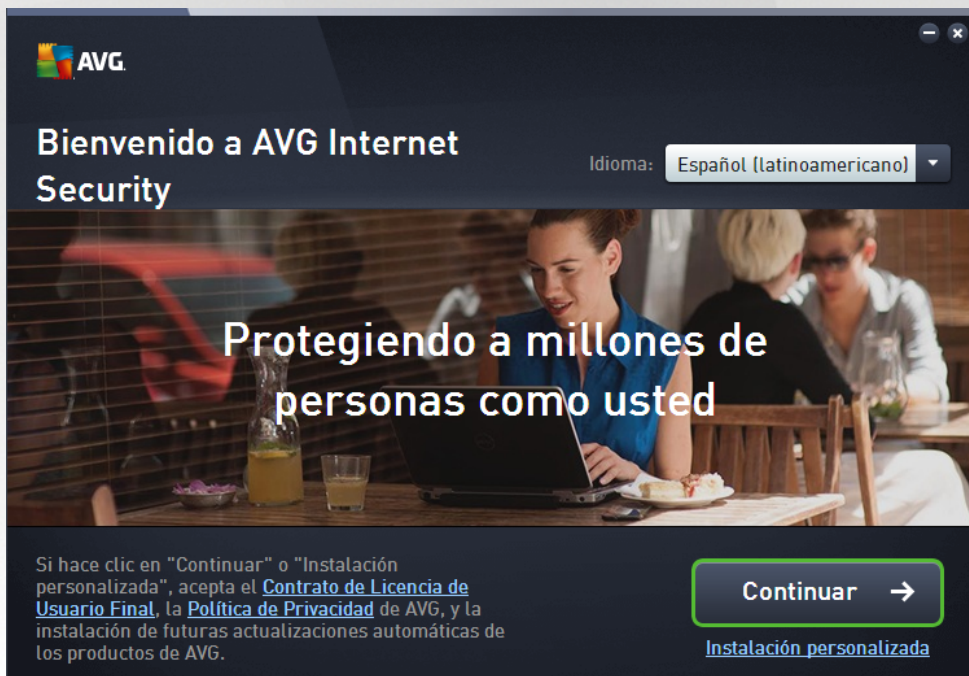 AVG.
Bienvenido a AVG Internet
Security
Idioma:
Español (latinoamericano)
Protegiendo a millones de
personas como usted
Si hace clic en "Continuar" o "Instalación
personalizada", acepta el Contrato de Licencia de
Usuario Final, la Política de Privacidad de AVG, y la
instalación de futuras actualizaciones automáticas de
los productos de AVG.
Continuar →
Instalación personalizada